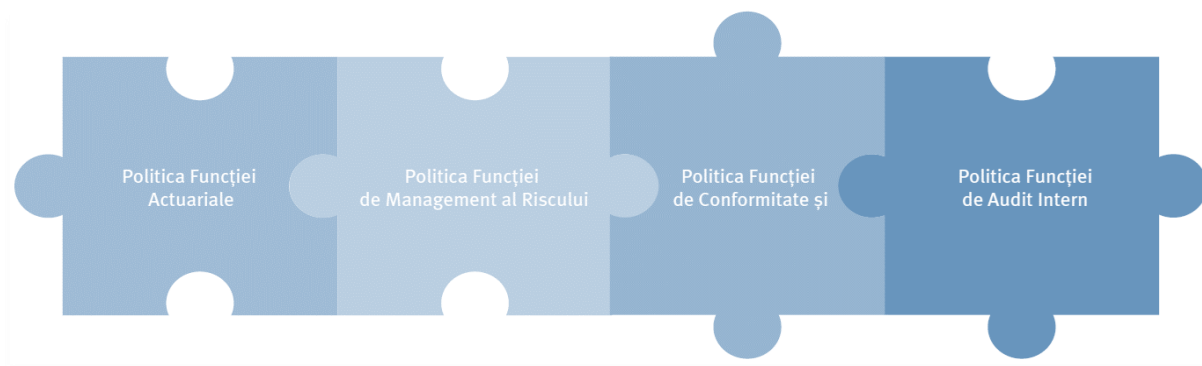 Politica Funcției
Actuariale
Politica Funcției
de Management al Riscului
Politica Funcției
de Conformitate și
Politica Funcției
de Audit Intern